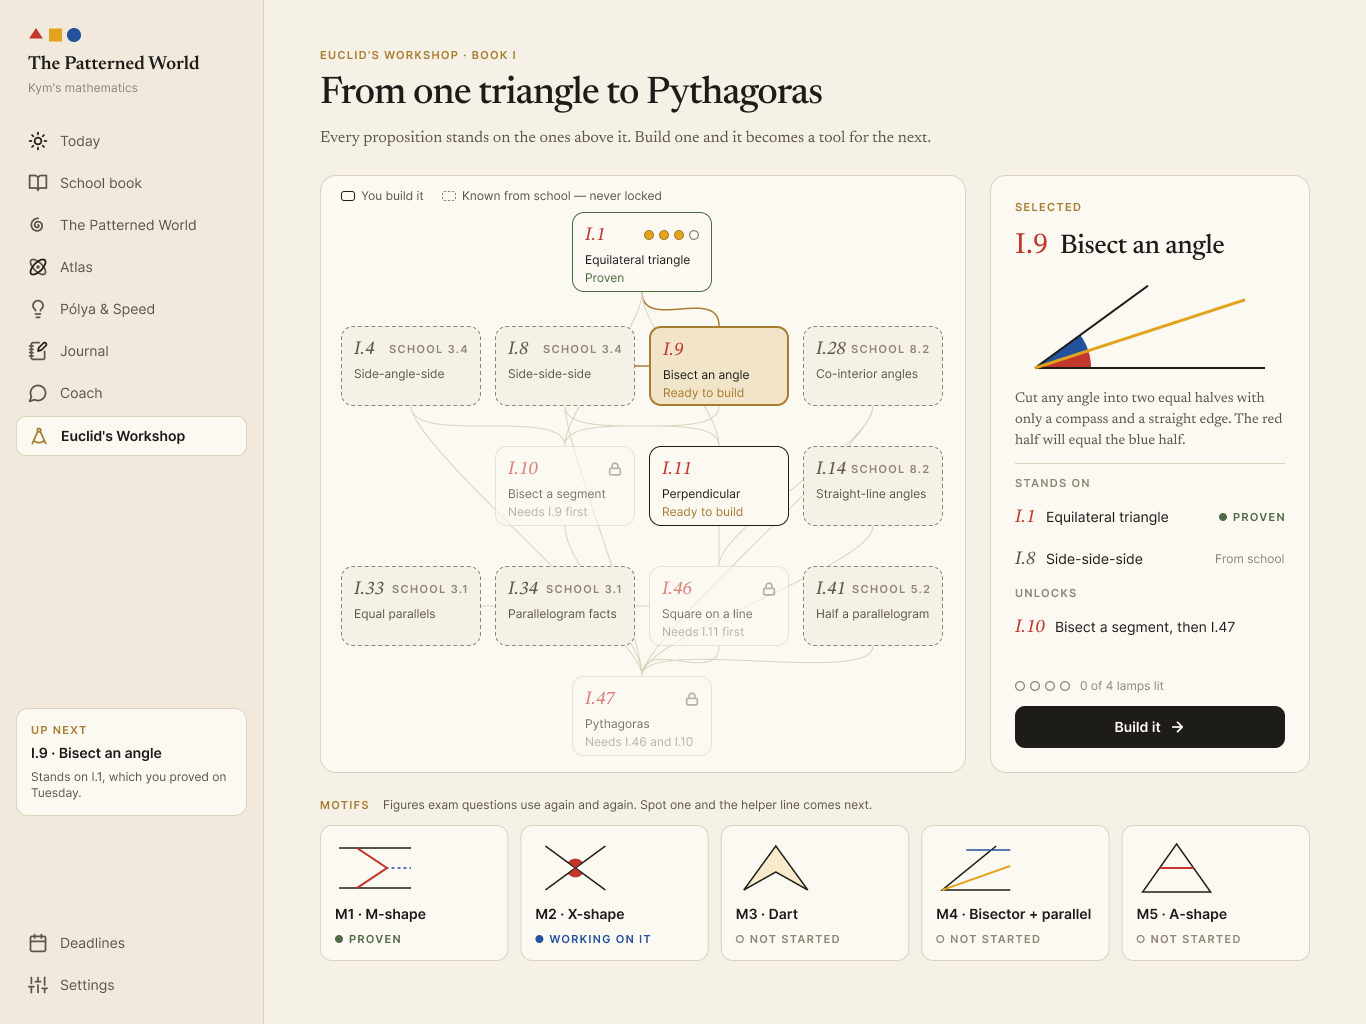 The Patterned World
Kym's mathematics
Today
School book
The Patterned World
Atlas
Pólya & Speed
Journal
Coach
Euclid's Workshop
UP NEXT
I.9 · Bisect an angle
Stands on I.1, which you proved on
Tuesday.
Deadlines
Settings
EUCLID'S WORKSHOP · BOOK I
From one triangle to Pythagoras
Every proposition stands on the ones above it. Build one and it becomes a tool for the next.
You build it
Known from school — never locked
I.1
Equilateral triangle
Proven
I.4 SCHOOL 3.4
Side-angle-side
I.8 SCHOOL 3.4
Side-side-side
I.9
Bisect an angle
Ready to build
I.28 SCHOOL 8.2
Co-interior angles
I.10
Bisect a segment
Needs I.9 first
I.11
Perpendicular
Ready to build
I.14 SCHOOL 8.2
Straight-line angles
I.33 SCHOOL 3.1
Equal parallels
I.34 SCHOOL 3.1
Parallelogram facts
I.46
Square on a line
Needs I.11 first
I.41 SCHOOL 5.2
Half a parallelogram
I.47
Pythagoras
Needs I.46 and I.10
SELECTED
I.9 Bisect an angle
Cut any angle into two equal halves with
only a compass and a straight edge. The red
half will equal the blue half.
STANDS ON
I.1 Equilateral triangle PROVEN
I.8 Side-side-side From school
UNLOCKS
I.10 Bisect a segment, then I.47
0 of 4 lamps lit
Build it →
MOTIFS Figures exam questions use again and again. Spot one and the helper line comes next.
M1 · M-shape
PROVEN
M2 · X-shape
WORKING ON IT
M3 · Dart
NOT STARTED
M4 · Bisector + parallel
NOT STARTED
M5 · A-shape
NOT STARTED